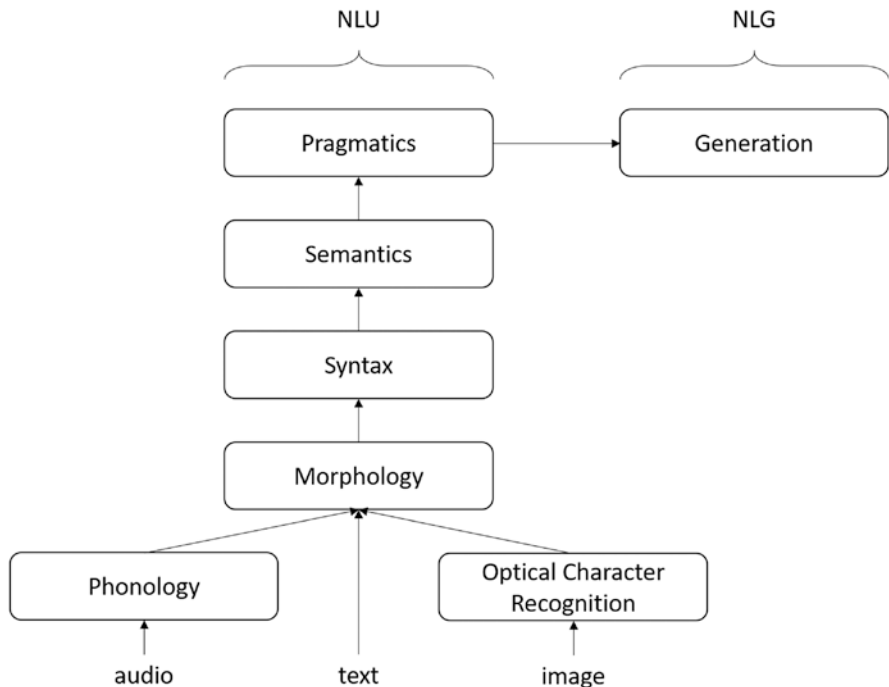 NLU
NLG
Pragmatics
Generation
Semantics
Syntax
Morphology
Phonology
Optical Character
Recognition
audio
text
image